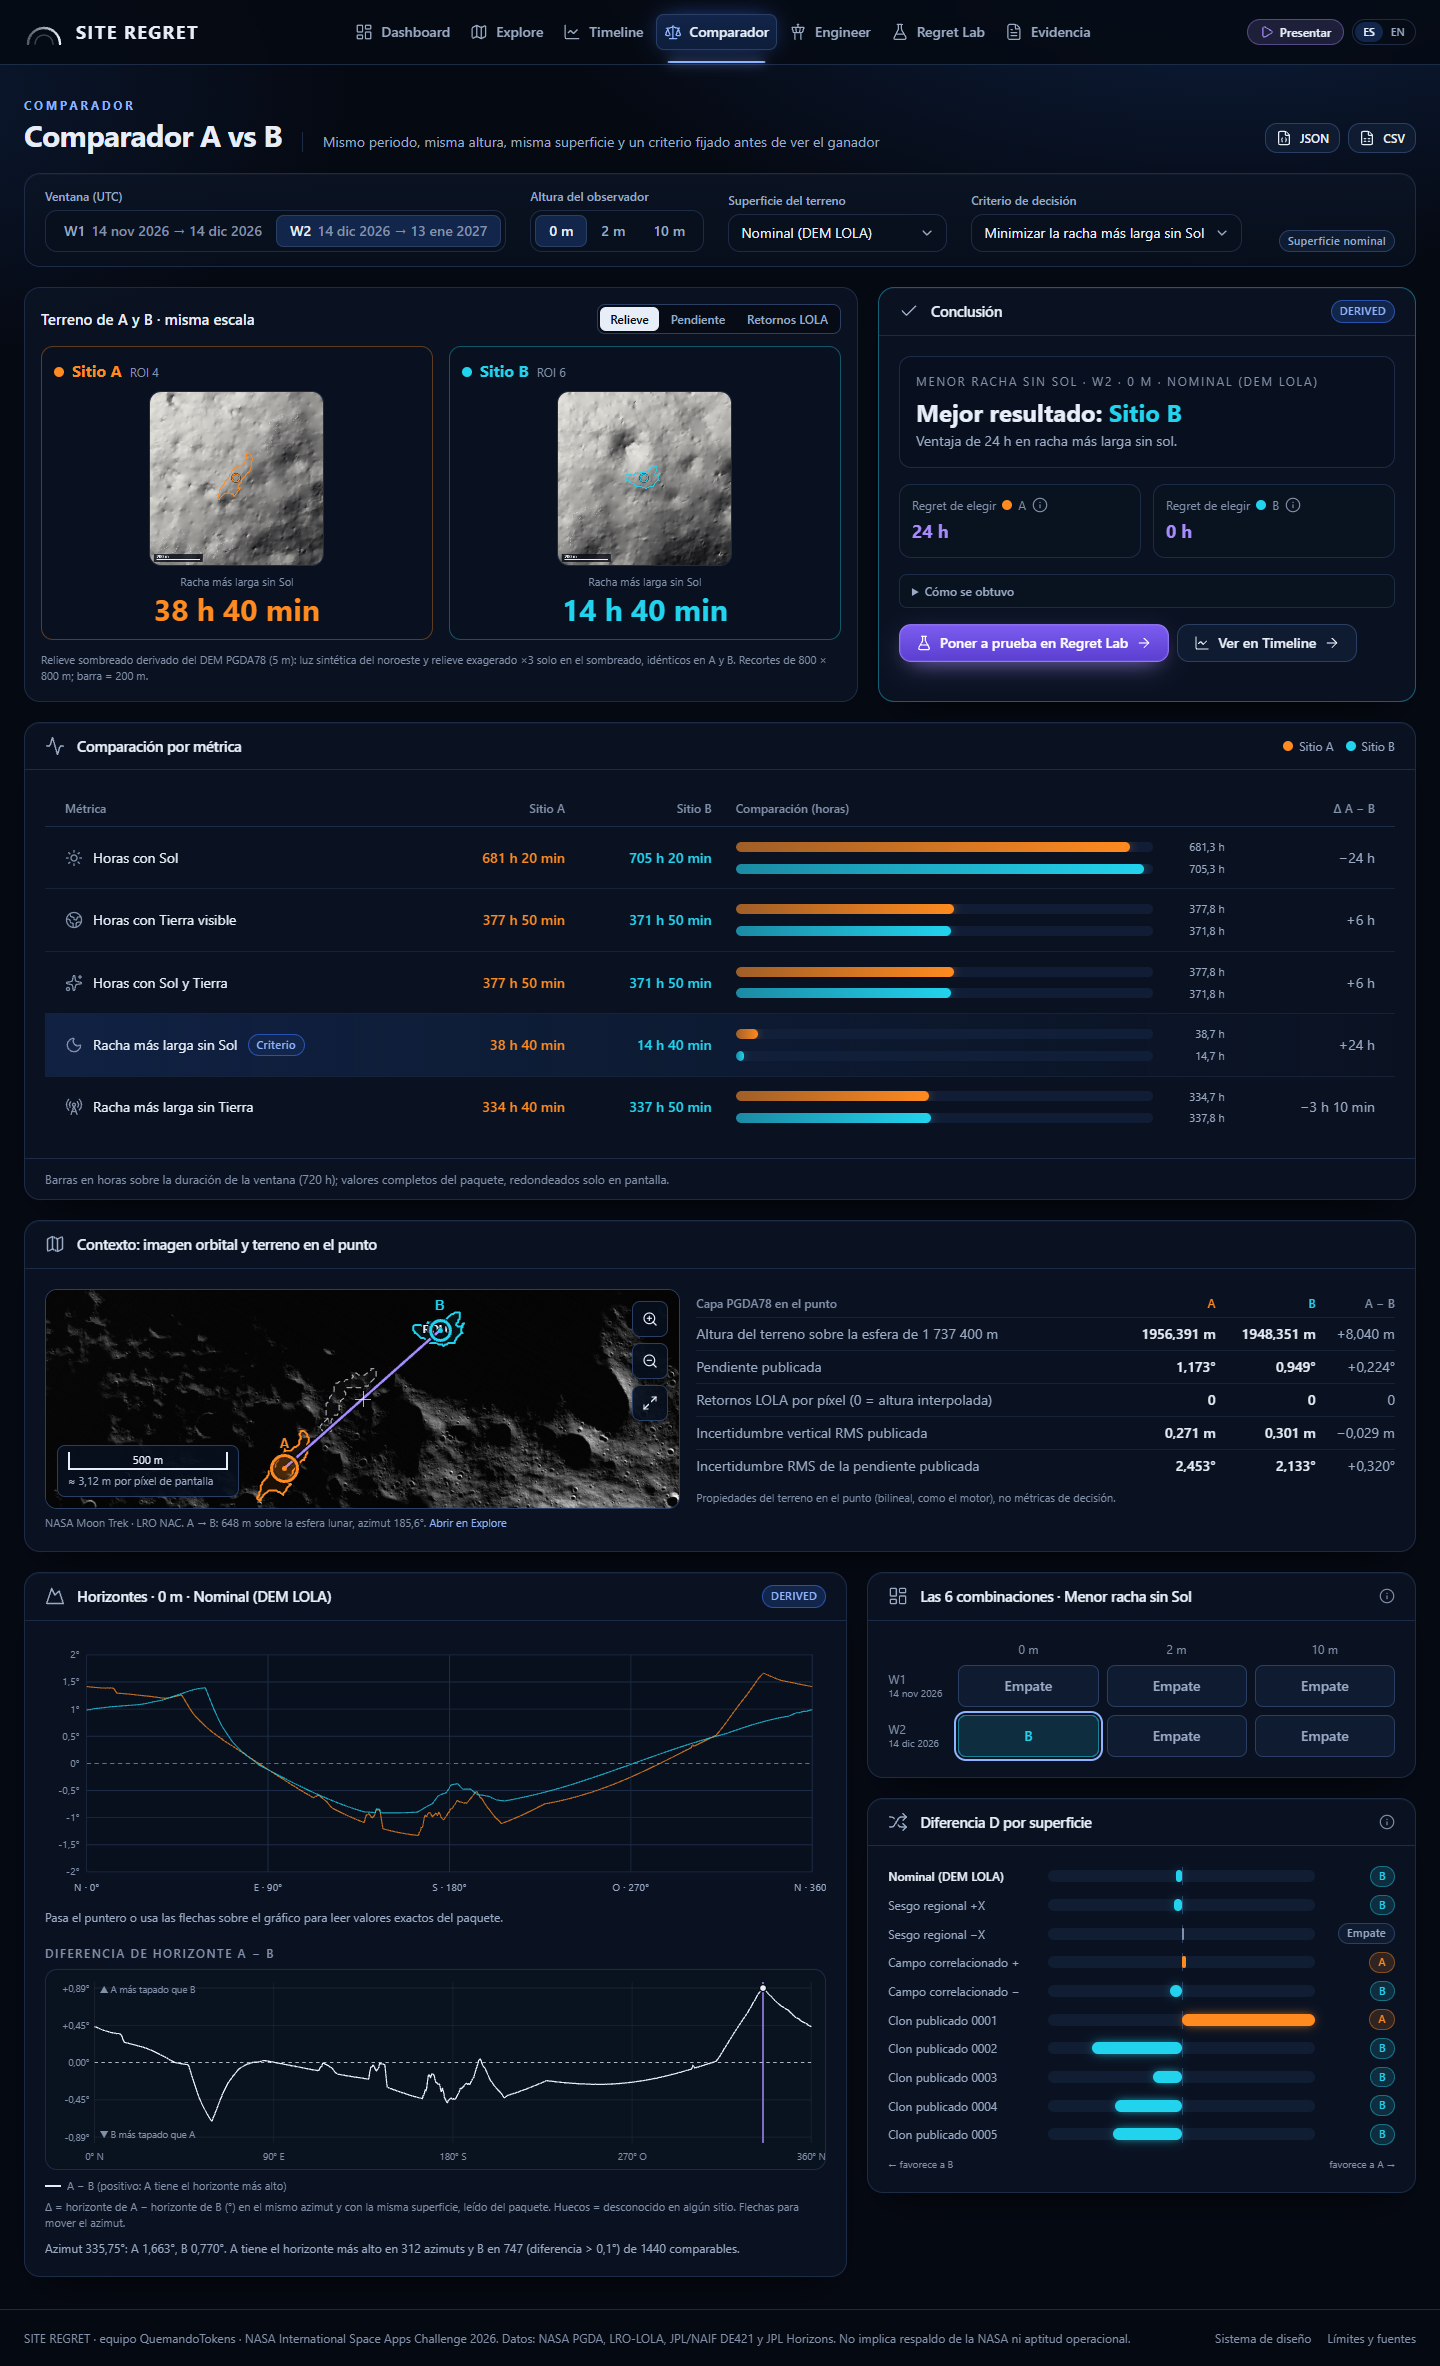 SITE REGRET
Dashboard
Explore
Timeline
Comparador
Engineer
Regret Lab
Evidencia
Presentar
ES
EN
COMPARADOR
Comparador A vs B
Mismo periodo, misma altura, misma superficie y un criterio fijado antes de ver el ganador
JSON
CSV
Ventana (UTC)
W1 14 nov 2026 → 14 dic 2026
W2 14 dic 2026 → 13 ene 2027
Altura del observador
0 m
2 m
10 m
Superficie del terreno
Nominal (DEM LOLA)
Criterio de decisión
Minimizar la racha más larga sin Sol
Superficie nominal
Terreno de A y B · misma escala
Relieve
Pendiente
Retornos LOLA
Sitio A ROI 4
Racha más larga sin Sol
38 h 40 min
Sitio B ROI 6
Racha más larga sin Sol
14 h 40 min
Relieve sombreado derivado del DEM PGDA78 (5 m): luz sintética del noroeste y relieve exagerado ×3 solo en el sombreado, idénticos en A y B. Recortes de 800 ×
800 m; barra = 200 m.
Conclusión
DERIVED
MENOR RACHA SIN SOL · W2 · 0 M · NOMINAL (DEM LOLA)
Mejor resultado: Sitio B
Ventaja de 24 h en racha más larga sin sol.
Regret de elegir A
24 h
Regret de elegir B
0 h
Cómo se obtuvo
Poner a prueba en Regret Lab →
Ver en Timeline →
Comparación por métrica
Sitio A
Sitio B
Métrica
Sitio A
Sitio B
Comparación (horas)
Δ A − B
Horas con Sol
681 h 20 min
705 h 20 min
681,3 h
705,3 h
−24 h
Horas con Tierra visible
377 h 50 min
371 h 50 min
377,8 h
371,8 h
+6 h
Horas con Sol y Tierra
377 h 50 min
371 h 50 min
377,8 h
371,8 h
+6 h
Racha más larga sin Sol
Criterio
38 h 40 min
14 h 40 min
38,7 h
14,7 h
+24 h
Racha más larga sin Tierra
334 h 40 min
337 h 50 min
334,7 h
337,8 h
−3 h 10 min
Barras en horas sobre la duración de la ventana (720 h); valores completos del paquete, redondeados solo en pantalla.
Contexto: imagen orbital y terreno en el punto
B
A
500 m
≈ 3,12 m por píxel de pantalla
NASA Moon Trek · LRO NAC. A → B: 648 m sobre la esfera lunar, azimut 185,6°. Abrir en Explore
Capa PGDA78 en el punto
A
B
A − B
Altura del terreno sobre la esfera de 1 737 400 m
1956,391 m
1948,351 m
+8,040 m
Pendiente publicada
1,173°
0,949°
+0,224°
Retornos LOLA por píxel (0 = altura interpolada)
0
0
0
Incertidumbre vertical RMS publicada
0,271 m
0,301 m
−0,029 m
Incertidumbre RMS de la pendiente publicada
2,453°
2,133°
+0,320°
Propiedades del terreno en el punto (bilineal, como el motor), no métricas de decisión.
Horizontes · 0 m · Nominal (DEM LOLA)
DERIVED
2°
1,5°
1°
0,5°
0°
-0,5°
-1°
-1,5°
-2°
N · 0°
E · 90°
S · 180°
O · 270°
N · 360
Pasa el puntero o usa las flechas sobre el gráfico para leer valores exactos del paquete.
DIFERENCIA DE HORIZONTE A − B
+0,89°
+0,45°
0,00°
-0,45°
-0,89°
▲ A más tapado que B
▼ B más tapado que A
0° N
90° E
180° S
270° O
360° N
A − B (positivo: A tiene el horizonte más alto)
Δ = horizonte de A − horizonte de B (°) en el mismo azimut y con la misma superficie, leído del paquete. Huecos = desconocido en algún sitio. Flechas para
mover el azimut.
Azimut 335,75°: A 1,663°, B 0,770°. A tiene el horizonte más alto en 312 azimuts y B en 747 (diferencia > 0,1°) de 1440 comparables.
Las 6 combinaciones · Menor racha sin Sol
0 m
2 m
10 m
W1
14 nov 2026
Empate
Empate
Empate
W2
14 dic 2026
B
Empate
Empate
Diferencia D por superficie
Nominal (DEM LOLA)
B
Sesgo regional +X
B
Sesgo regional −X
Empate
Campo correlacionado +
A
Campo correlacionado −
B
Clon publicado 0001
A
Clon publicado 0002
B
Clon publicado 0003
B
Clon publicado 0004
B
Clon publicado 0005
B
← favorece a B
favorece a A →
SITE REGRET · equipo QuemandoTokens · NASA International Space Apps Challenge 2026. Datos: NASA PGDA, LRO-LOLA, JPL/NAIF DE421 y JPL Horizons. No implica respaldo de la NASA ni aptitud operacional.
Sistema de diseño
Límites y fuentes